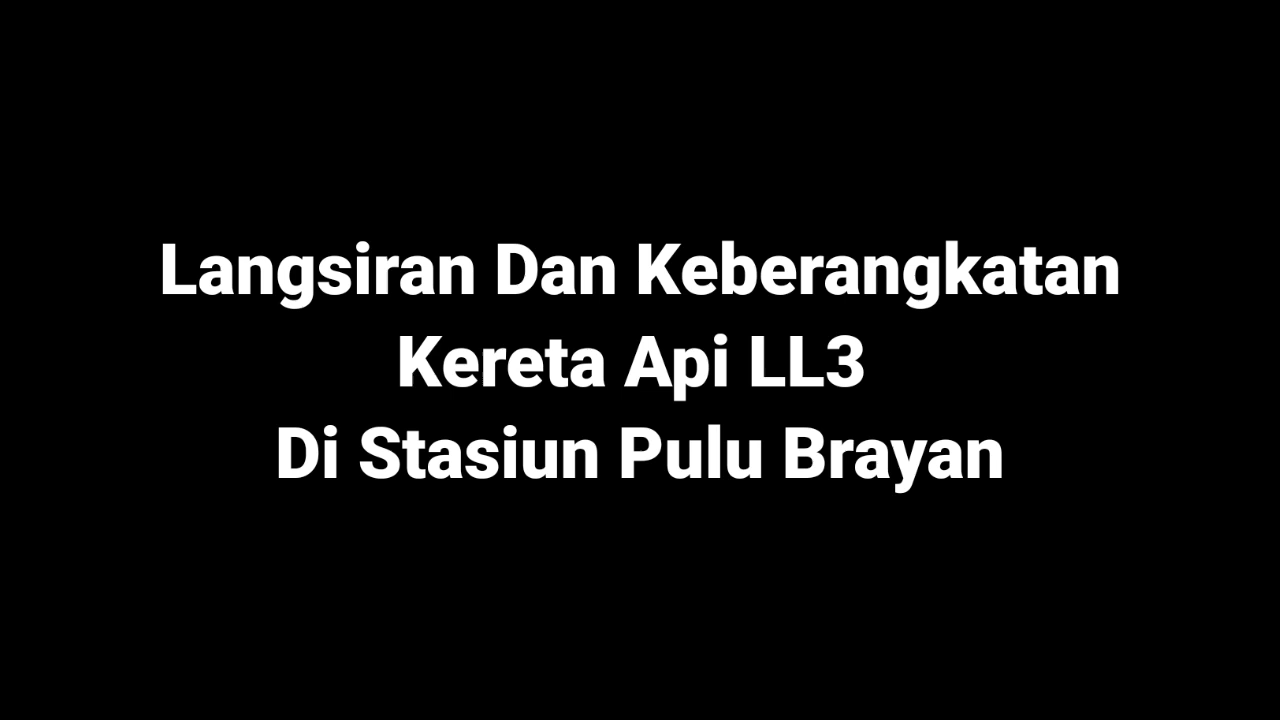 Langsiran Dan Keberangkatan
Kereta Api LL3
Di Stasiun Pulu Brayan